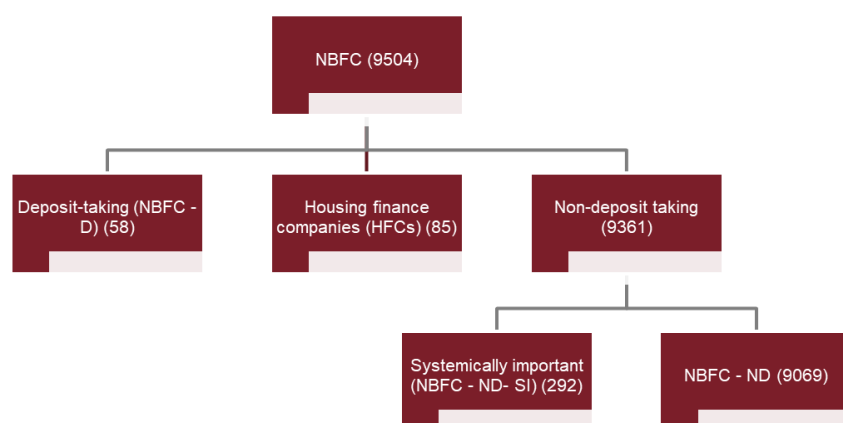 NBFC (9504)
Deposit-taking (NBFC -
D) (58)
Housing finance
companies (HFCs) (85)
Non-deposit taking
(9361)
Systemically important
(NBFC - ND- SI) (292)
NBFC - ND (9069)